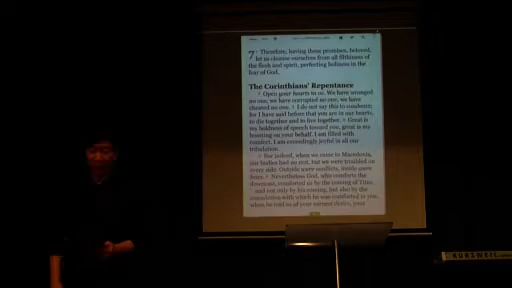 7 Therefore, having these promises, beloved,
let us cleanse ourselves from all filthiness of
the flesh and spirit, perfecting holiness in the
fear of God.
The Corinthians' Repentance
2 Open your hearts to us. We have wronged
no one, we have corrupted no one, we have
cheated no one. 3 I do not say this to condemn;
for I have said before that you are in our hearts,
to die together and to live together. 4 Great is
my boldness of speech toward you, great is my
boasting on your behalf. I am filled with
comfort. I am exceedingly joyful in all our
tribulation.
5 For indeed, when we came to Macedonia,
our bodies had no rest, but we were troubled on
every side. Outside were conflicts, inside were
fears. 6 Nevertheless God, who comforts the
downcast, comforted us by the coming of Titus,
7 and not only by his coming, but also by the
consolation with which he was comforted in you,
when he told us of your earnest desire, your
KURZWEIL